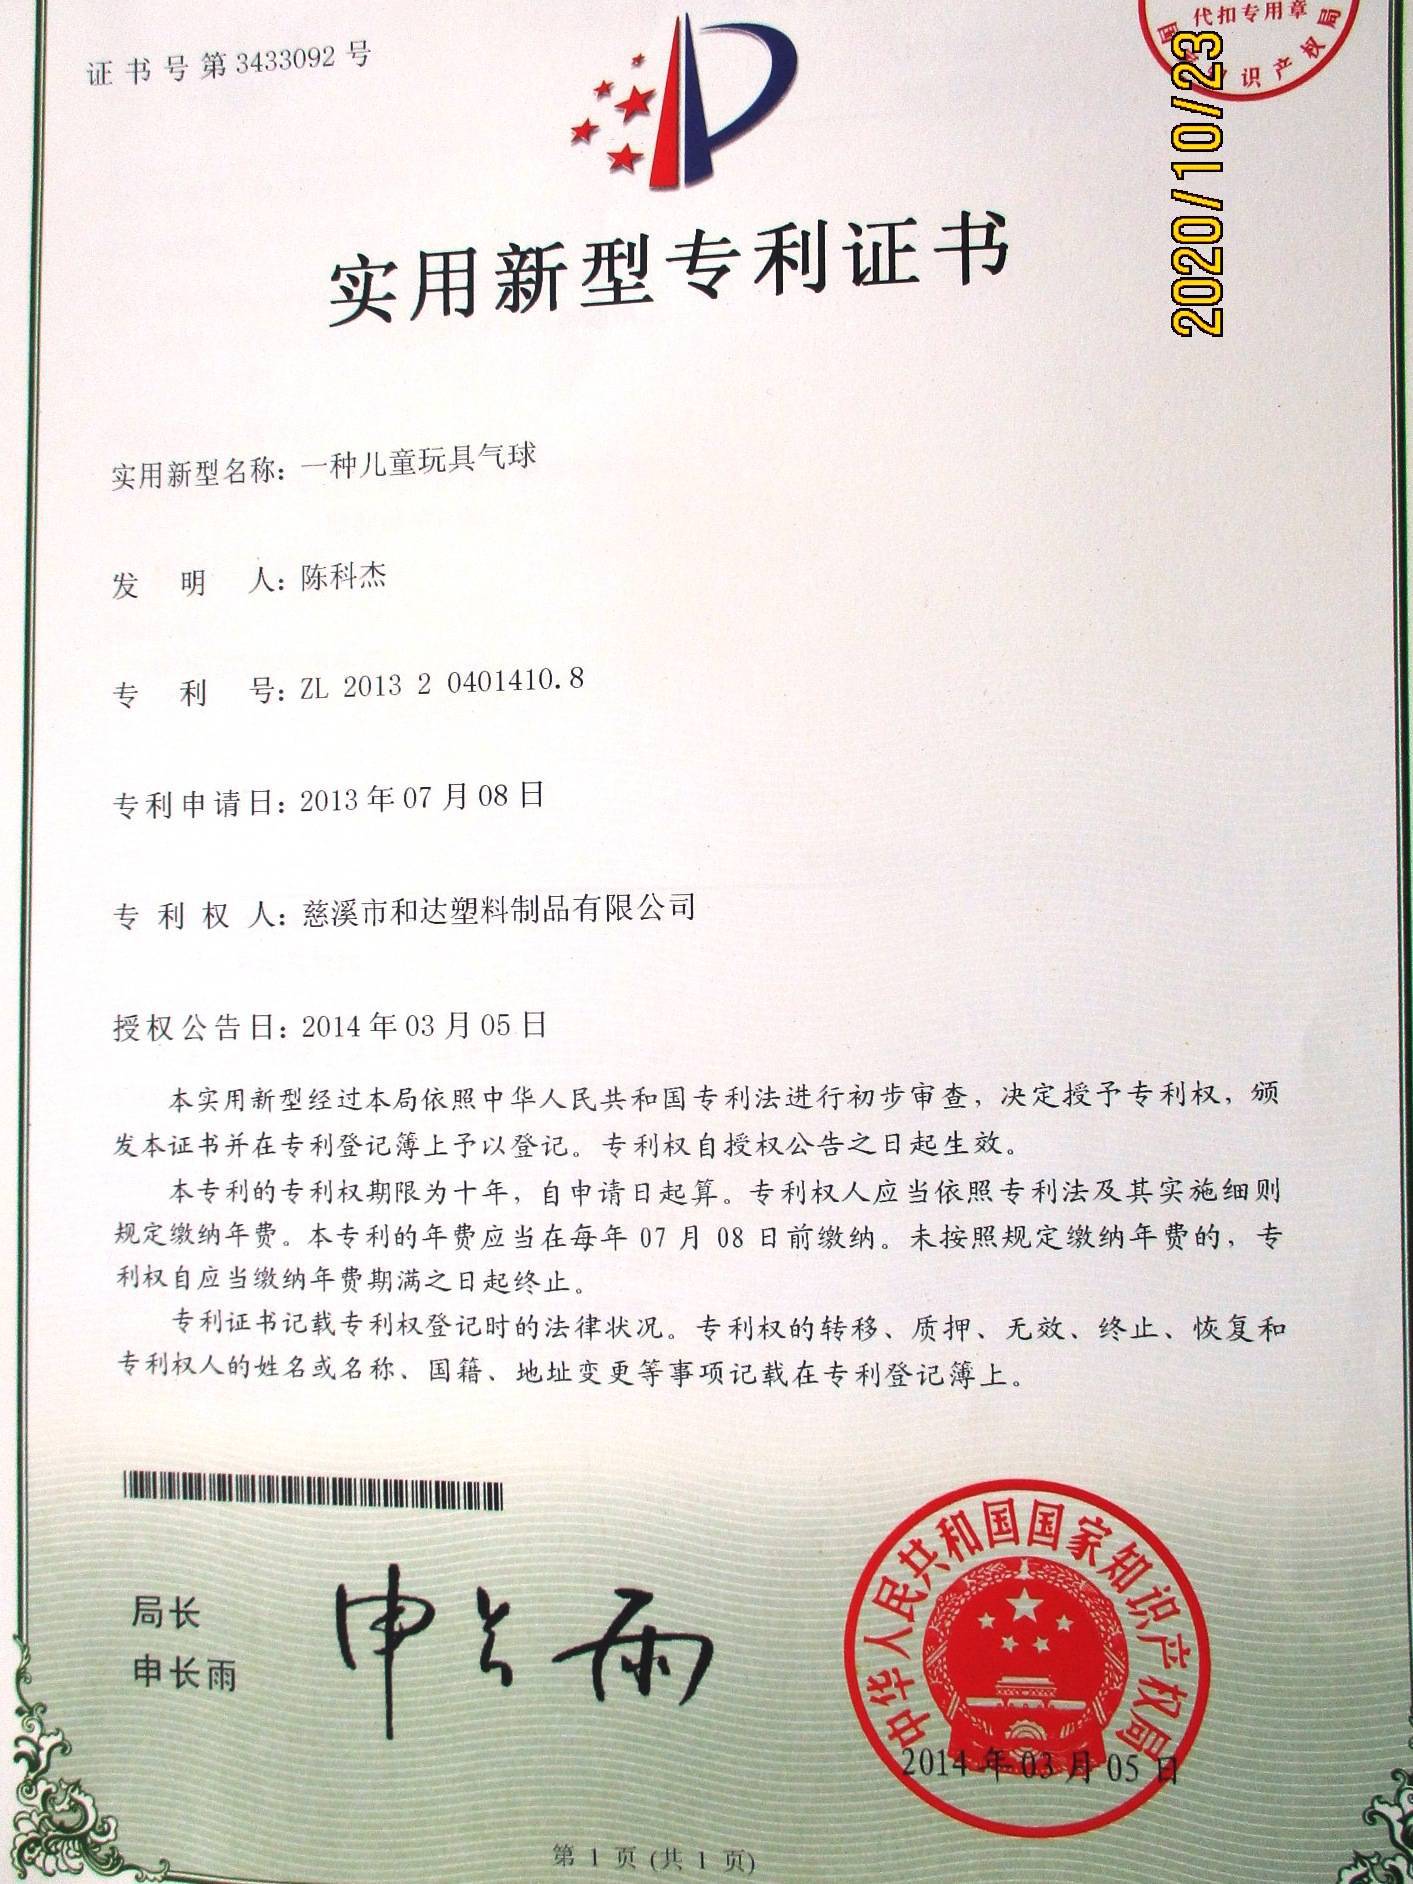 代扣专用章
识产权局
证书号第3433092号
2020/10/23
实用新型专利证书
实用新型名称：一种儿童玩具气球
发明人：陈科杰
专利号：ZL 2013 2 0401410.8
专利申请日：2013年07月08日
专利权人：慈溪市和达塑料制品有限公司
授权公告日：2014年03月05日
本实用新型经过本局依照中华人民共和国专利法进行初步审查，决定授予专利权，颁
发本证书并在专利登记簿上予以登记。专利权自授权公告之日起生效。
本专利的专利权期限为十年，自申请日起算。专利权人应当依照专利法及其实施细则
规定缴纳年费。本专利的年费应当在每年 07 月 08 日前缴纳。未按照规定缴纳年费的，专
利权自应当缴纳年费期满之日起终止。
专利证书记载专利权登记时的法律状况。专利权的转移、质押、无效、终止、恢复和
专利权人的姓名或名称、国籍、地址变更等事项记载在专利登记簿上。
局长
申长雨
申长雨
中华人民共和国国家知识产权局
2014年03月05日
第 1 页 (共 1 页)